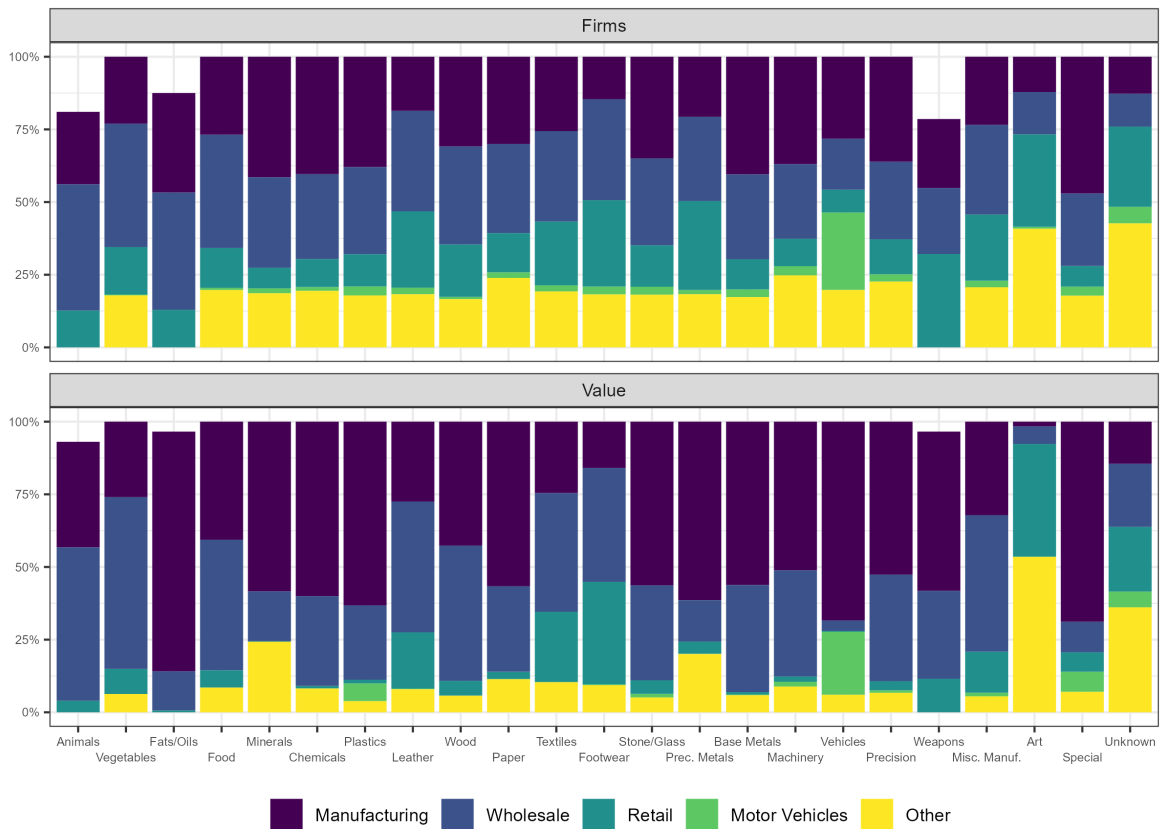 Firms
100%
75%
50%
25%
0%
Value
100%
75%
50%
25%
0%
Animals Fats/Oils Minerals Plastics Wood Textiles Stone/Glass Base Metals Vehicles Weapons Art Unknown
Vegetables Food Chemicals Leather Paper Footwear Prec. Metals Machinery Precision Misc. Manuf. Special
Manufacturing Wholesale Retail Motor Vehicles Other